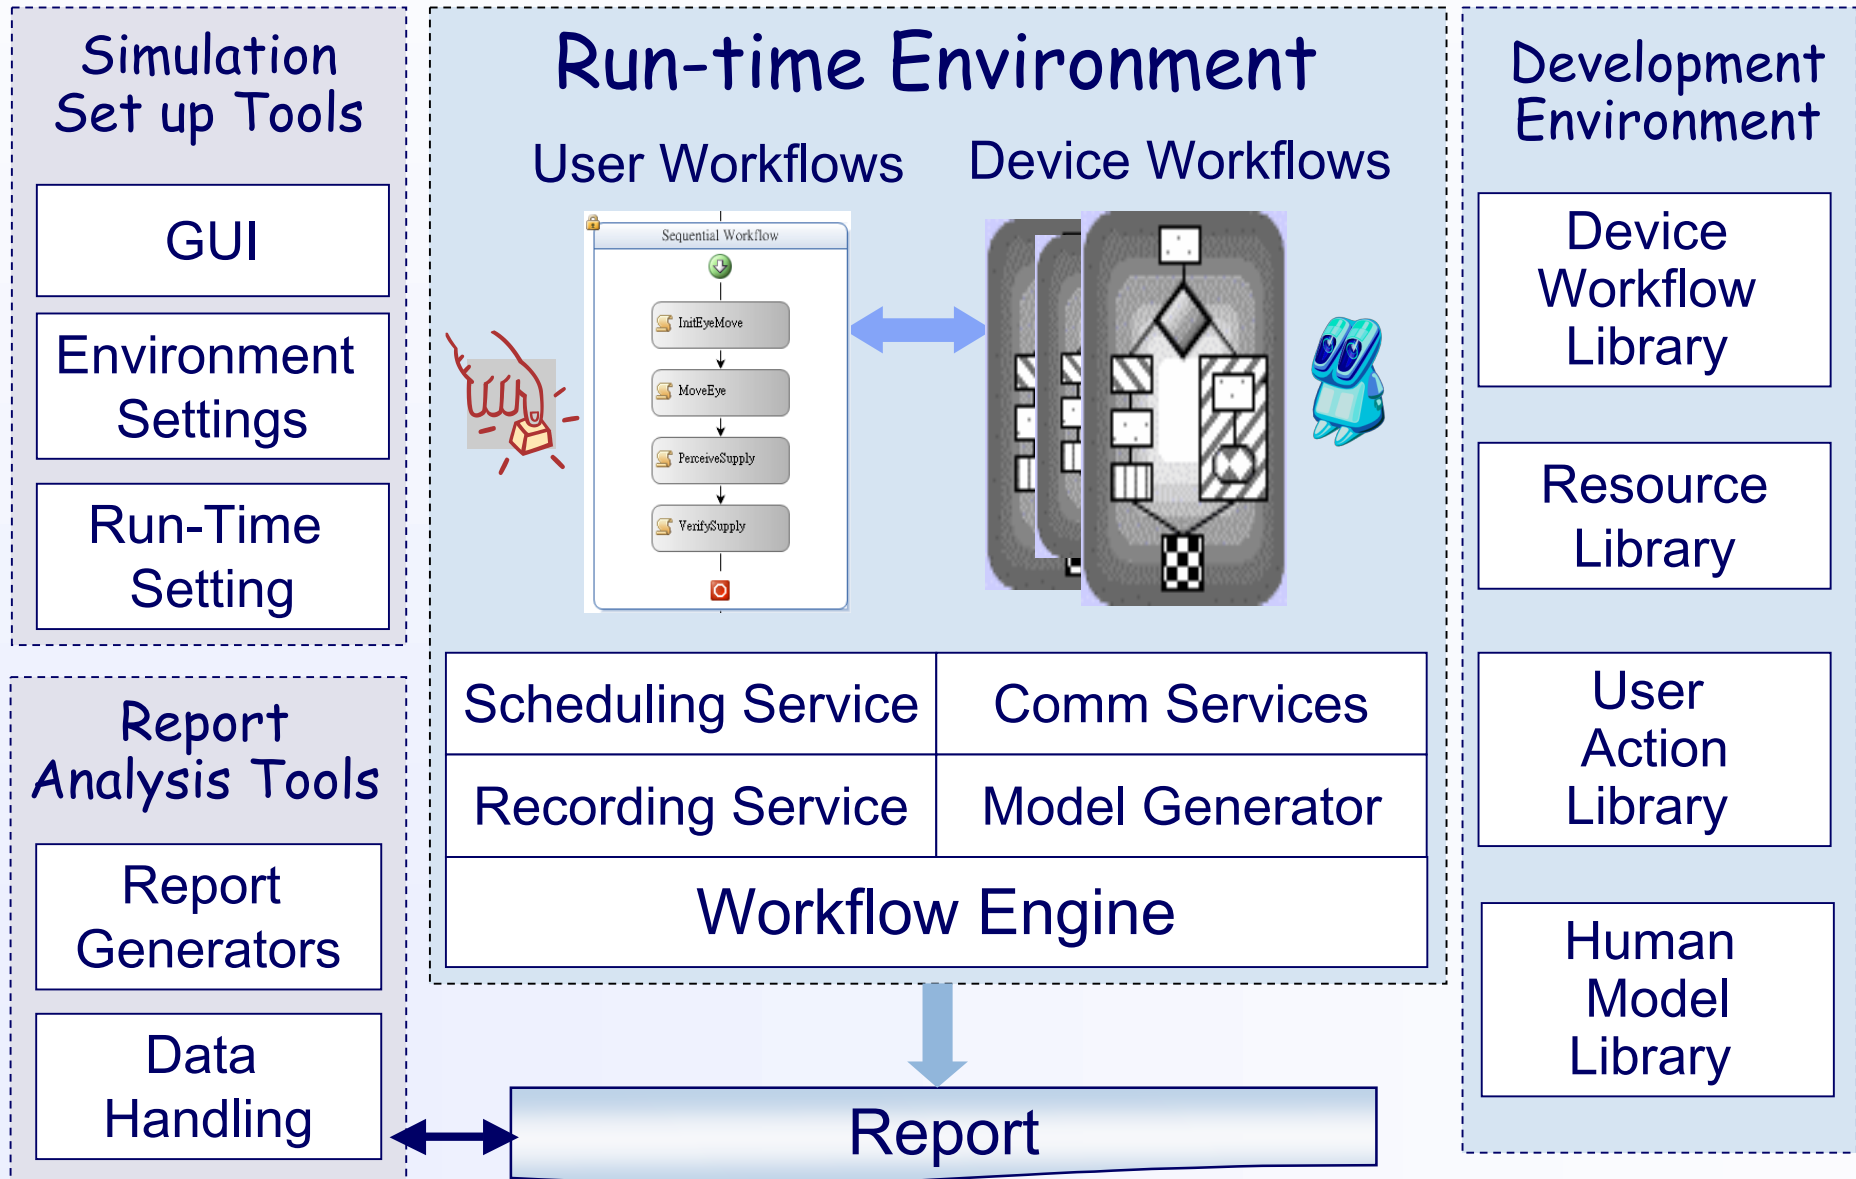 Simulation
Set up Tools
GUI
Environment
Settings
Run-Time
Setting
Report
Analysis Tools
Report
Generators
Data
Handling
Run-time Environment
User Workflows
Device Workflows
Sequential Workflow
InitEyeMove
MoveEye
PerceiveSupply
VerifySupply
Scheduling Service
Comm Services
Recording Service
Model Generator
Workflow Engine
Report
Development
Environment
Device
Workflow
Library
Resource
Library
User
Action
Library
Human
Model
Library